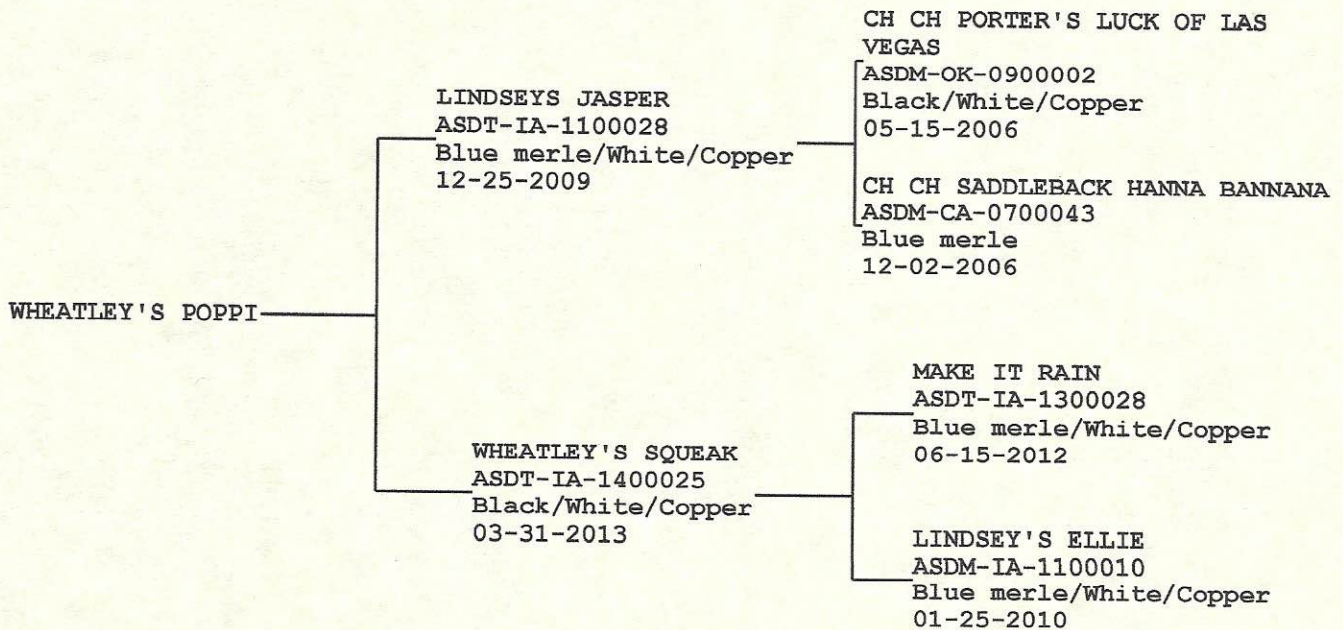 CH CH PORTER'S LUCK OF LAS
VEGAS
ASDM-OK-0900002
Black/White/Copper
05-15-2006
LINDSEYS JASPER
ASDT-IA-1100028
Blue merle/White/Copper
12-25-2009
CH CH SADDLEBACK HANNA BANNANA
ASDM-CA-0700043
Blue merle
12-02-2006
WHEATLEY'S POPPI
MAKE IT RAIN
ASDT-IA-1300028
Blue merle/White/Copper
06-15-2012
WHEATLEY'S SQUEAK
ASDT-IA-1400025
Black/White/Copper
03-31-2013
LINDSEY'S ELLIE
ASDM-IA-1100010
Blue merle/White/Copper
01-25-2010